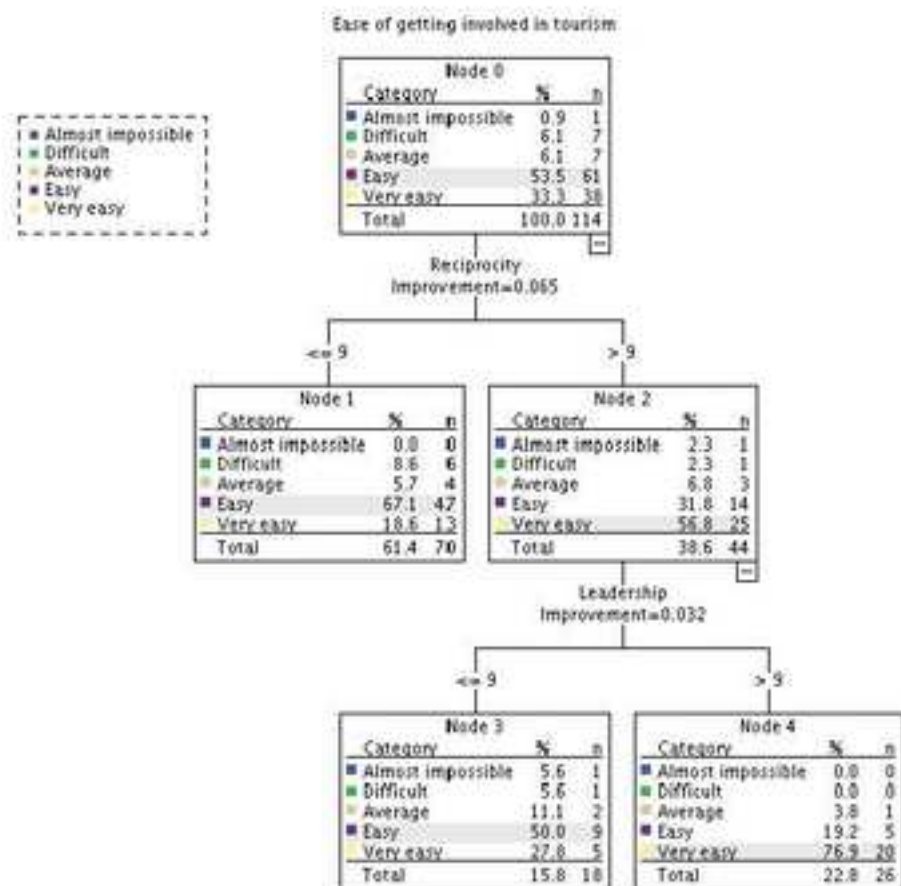 Ease of getting involved in tourism
Almost impossible
Difficult
Average
Easy
Very easy
Node 0
Category % n
Almost impossible 0.9 1
Difficult 6.1 7
Average 6.1 7
Easy 53.5 61
Very easy 33.3 38
Total 100.0 114
Reciprocity
Improvement=0.065
<= 9
> 9
Node 1
Category % n
Almost impossible 0.0 0
Difficult 8.6 6
Average 5.7 4
Easy 67.1 47
Very easy 18.6 13
Total 61.4 70
Node 2
Category % n
Almost impossible 2.3 1
Difficult 2.3 1
Average 6.8 3
Easy 31.8 14
Very easy 56.8 25
Total 38.6 44
Leadership
Improvement=0.032
<= 9
> 9
Node 3
Category % n
Almost impossible 5.6 1
Difficult 5.6 1
Average 11.1 2
Easy 50.0 9
Very easy 27.8 5
Total 15.8 18
Node 4
Category % n
Almost impossible 0.0 0
Difficult 0.0 0
Average 3.8 1
Easy 19.2 5
Very easy 76.9 20
Total 22.8 26